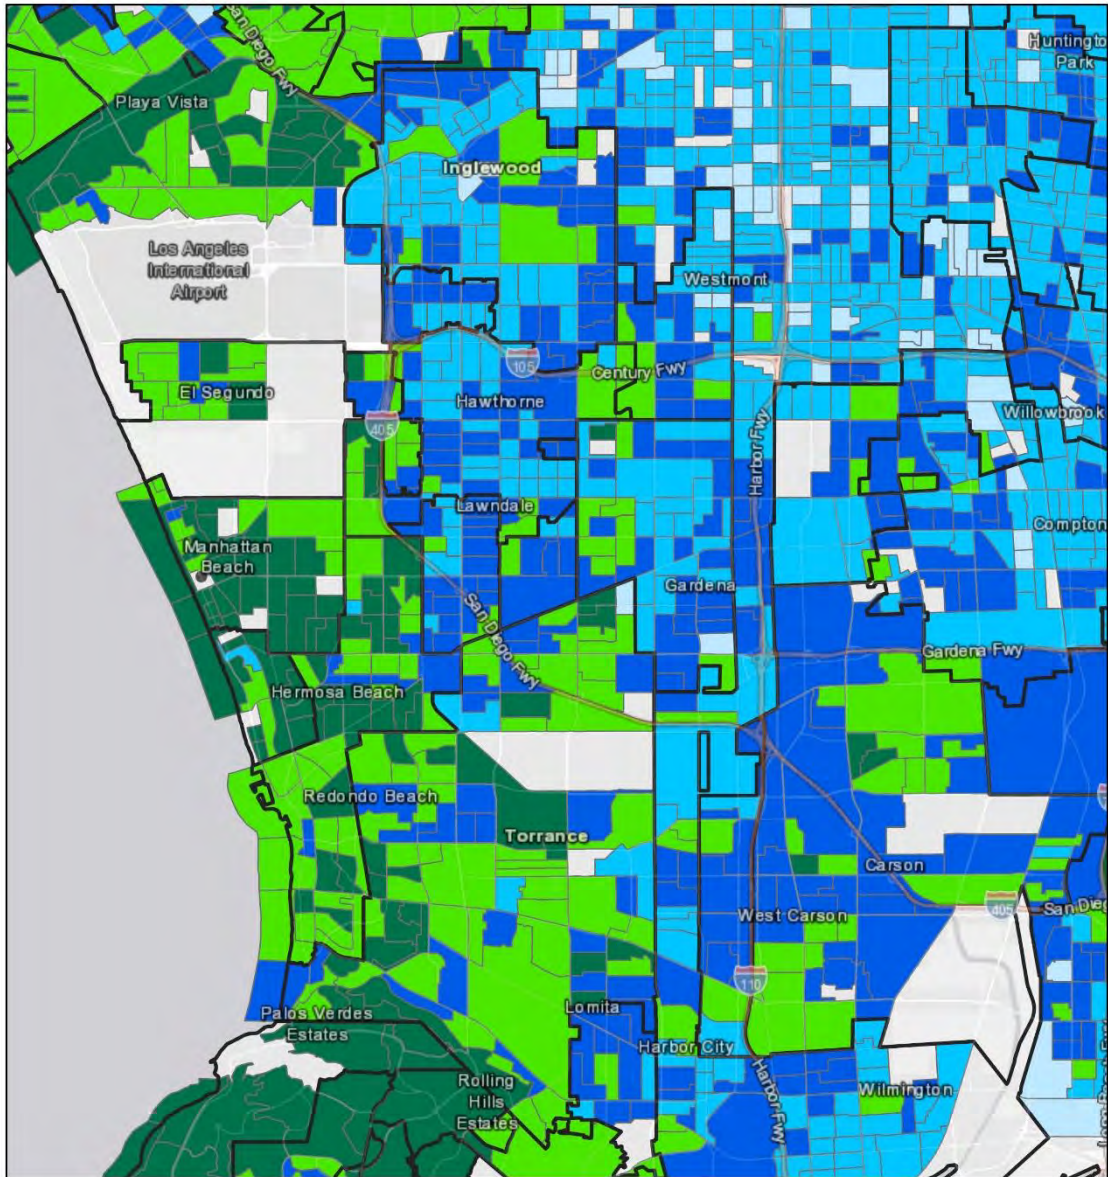 San Diego Fwy
Huntingto
Park
Playa Vista
Inglewood
Los Angeles
International
Airport
Westmont
105
Century Fwy
El Segundo
Hawthorne
Willowbrook
405
Harbor Fwy
Lawndale
Compton
Manhattan
Beach
Gardena
San Diego Fwy
Gardena Fwy
Hermosa Beach
Redondo Beach
Torrance
Carson
405
San Dieg
West Carson
110
Lomita
Palos Verdes
Estates
Harbor City
Rolling
Hills
Estates
Harbor Fwy
Wilmington